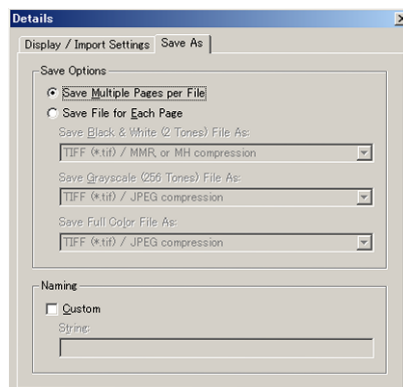 Details
Display / Import Settings Save As
Save Options
Save Multiple Pages per File
Save File for Each Page
Save Black & White (2 Tones) File As:
TIFF (*.tif) / MMR, or MH compression
Save Grayscale (256 Tones) File As:
TIFF (*.tif) / JPEG compression
Save Full Color File As:
TIFF (*.tif) / JPEG compression
Naming
Custom
String: